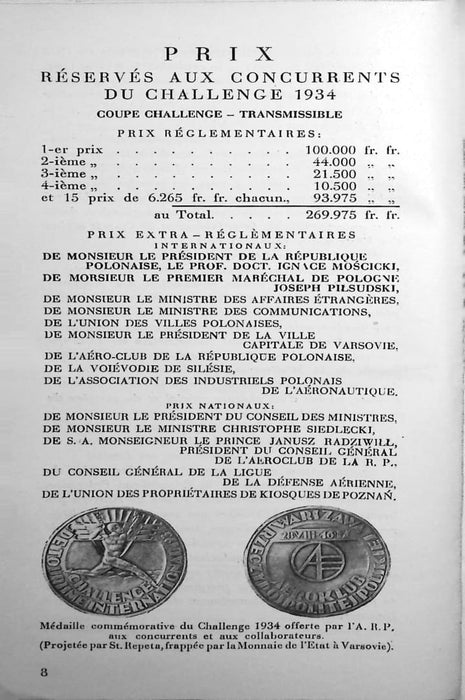 PRIX
RÉSERVÉS AUX CONCURRENTS
DU CHALLENGE 1934
COUPE CHALLENGE – TRANSMISSIBLE
PRIX RÉGLEMENTAIRES:
1-er prix . . . . . . . . . . 100.000 fr. fr.
2-ième „ . . . . . . . . . . 44.000 „ „
3-ième „ . . . . . . . . . . 21.500 „ „
4-ième „ . . . . . . . . . . 10.500 „ „
et 15 prix de 6.265 fr. fr. chacun., 93.975 „ „
au Total. . . . . 269.975 fr. fr.
PRIX EXTRA – RÉGLÈMENTAIRES
INTERNATIONAUX:
DE MONSIEUR LE PRÉSIDENT DE LA RÉPUBLIQUE
POLONAISE, LE PROF. DOCT. IGNACE MOŚCICKI,
DE MORSIEUR LE PREMIER MARÉCHAL DE POLOGNE
JOSEPH PIŁSUDSKI,
DE MONSIEUR LE MINISTRE DES AFFAIRES ÉTRANGÈRES,
DE MONSIEUR LE MINISTRE DES COMMUNICATIONS,
DE L'UNION DES VILLES POLONAISES,
DE MONSIEUR LE PRÉSIDENT DE LA VILLE
CAPITALE DE VARSOVIE,
DE L'AÉRO-CLUB DE LA RÉPUBLIQUE POLONAISE,
DE LA VOIÉVODIE DE SILÉSIE,
DE L'ASSOCIATION DES INDUSTRIELS POLONAIS
DE L'AÉRONAUTIQUE.
PRIX NATIONAUX:
DE MONSIEUR LE PRÉSIDENT DU CONSEIL DES MINISTRES,
DE MONSIEUR LE MINISTRE CHRISTOPHE SIEDLECKI,
DE S. A. MONSEIGNEUR LE PRINCE JANUSZ RADZIWIŁŁ,
PRÉSIDENT DU CONSEIL GÉNÉRAL
DE L'AEROCLUB DE LA R. P.,
DU CONSEIL GÉNÉRAL DE LA LIGUE
DE LA DÉFENSE AÉRIENNE,
DE L'UNION DES PROPRIÉTAIRES DE KIOSQUES DE POZNAŃ.
CHALLENGE
WARSZAWA
AE
Médaille commémorative du Challenge 1934 offerte par l'A. R. P.
aux concurrents et aux collaborateurs.
(Projetée par St. Repeta, frappée par la Monnaie de l'Etat à Varsovie).
8